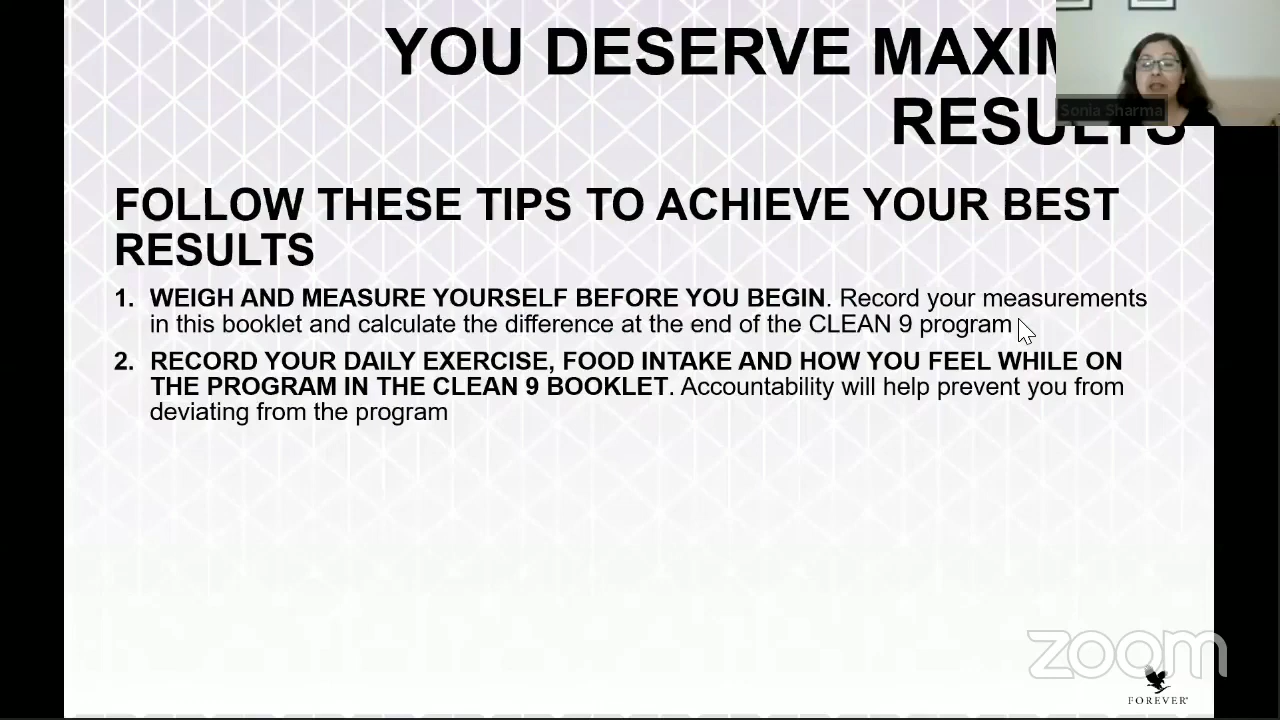 YOU DESERVE MAXIM
RESULTS
Sonia Sharma
FOLLOW THESE TIPS TO ACHIEVE YOUR BEST
RESULTS
1. WEIGH AND MEASURE YOURSELF BEFORE YOU BEGIN. Record your measurements
in this booklet and calculate the difference at the end of the CLEAN 9 program
2. RECORD YOUR DAILY EXERCISE, FOOD INTAKE AND HOW YOU FEEL WHILE ON
THE PROGRAM IN THE CLEAN 9 BOOKLET. Accountability will help prevent you from
deviating from the program
zoom
FOREVER